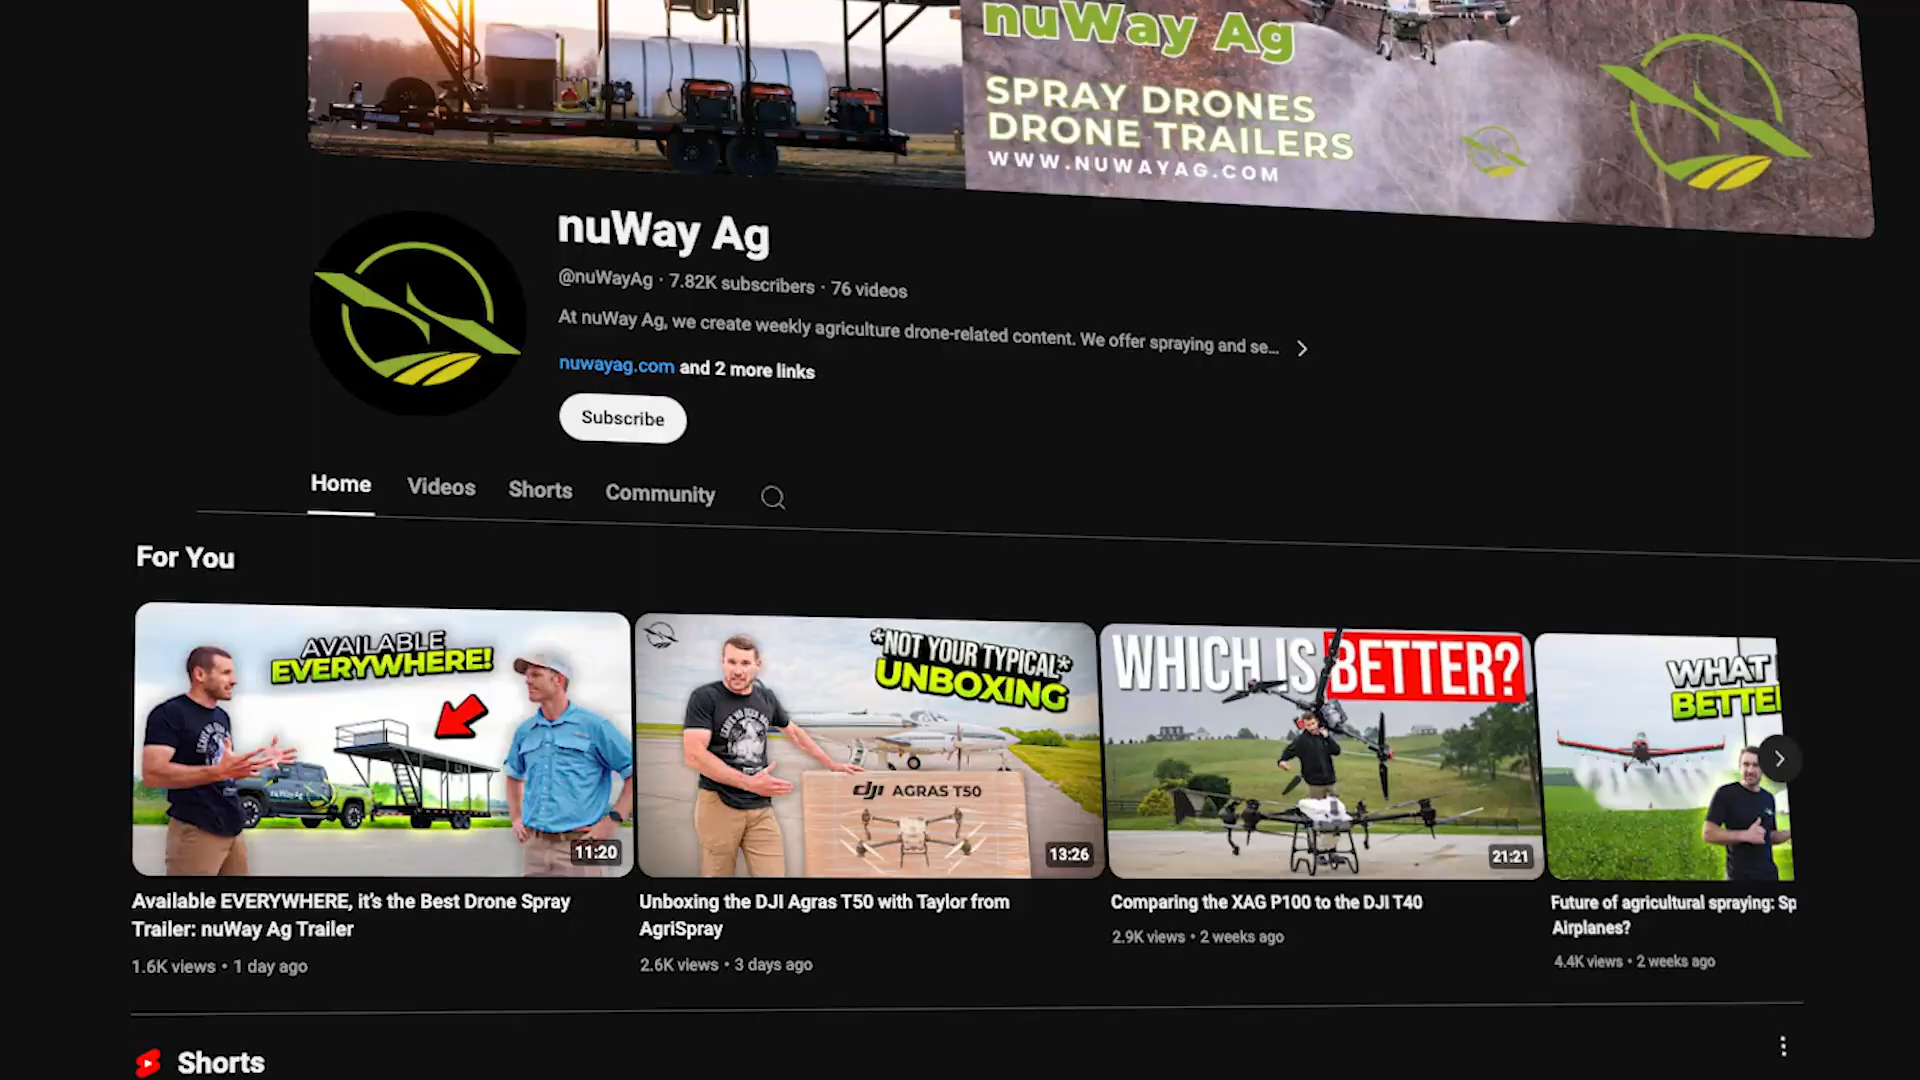 nuWay Ag
SPRAY DRONES
DRONE TRAILERS
WWW.NUWAYAG.COM
nuWay Ag
@nuWayAg · 7.82K subscribers · 76 videos
At nuWay Ag, we create weekly agriculture drone-related content. We offer spraying and se...
nuwayag.com and 2 more links
Subscribe
Home Videos Shorts Community
For You
AVAILABLE
EVERYWHERE!
11:20
*NOT YOUR TYPICAL*
UNBOXING
dji AGRAS T50
13:26
WHICH IS BETTER?
21:21
WHAT
BETTE
Available EVERYWHERE, it's the Best Drone Spray
Trailer: nuWay Ag Trailer
1.6K views • 1 day ago
Unboxing the DJI Agras T50 with Taylor from
AgriSpray
2.6K views • 3 days ago
Comparing the XAG P100 to the DJI T40
2.9K views • 2 weeks ago
Future of agricultural spraying: Sp
Airplanes?
4.4K views • 2 weeks ago
Shorts